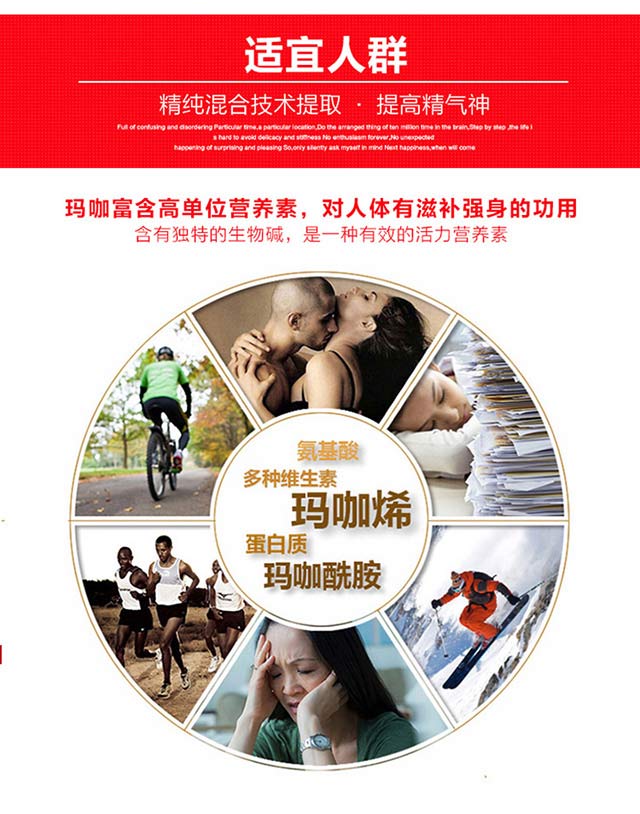 适宜人群
精纯混合技术提取 · 提高精气神
Full of confusing and disordering Particular time,a particular location,Do the arranged thing of ten million time in the brain,Step by step ,the life i
s hard to avoid delicacy and stiffness No enthusiasm forever,No unexpected
happening of surprising and pleasing So,only silently ask myself in mind Next happiness,when will come
玛咖富含高单位营养素，对人体有滋补强身的功用
含有独特的生物碱，是一种有效的活力营养素
氨基酸
多种维生素
玛咖烯
蛋白质
玛咖酰胺